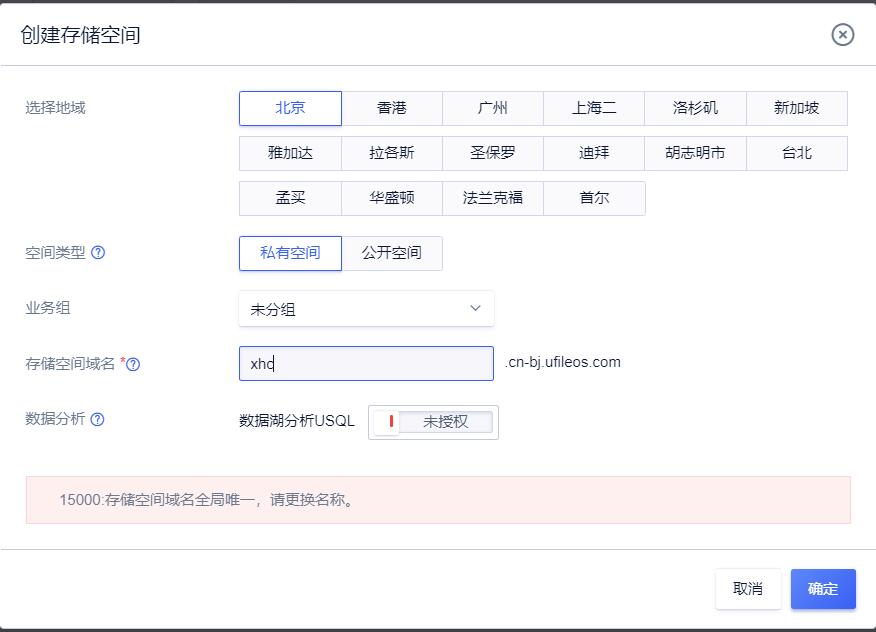 创建存储空间
选择地域
北京 香港 广州 上海二 洛杉矶 新加坡
雅加达 拉各斯 圣保罗 迪拜 胡志明市 台北
孟买 华盛顿 法兰克福 首尔
空间类型 ? 私有空间 公开空间
业务组 未分组
存储空间域名 *? xhc .cn-bj.ufileos.com
数据分析 ? 数据湖分析USQL 未授权
15000:存储空间域名全局唯一，请更换名称。
取消 确定